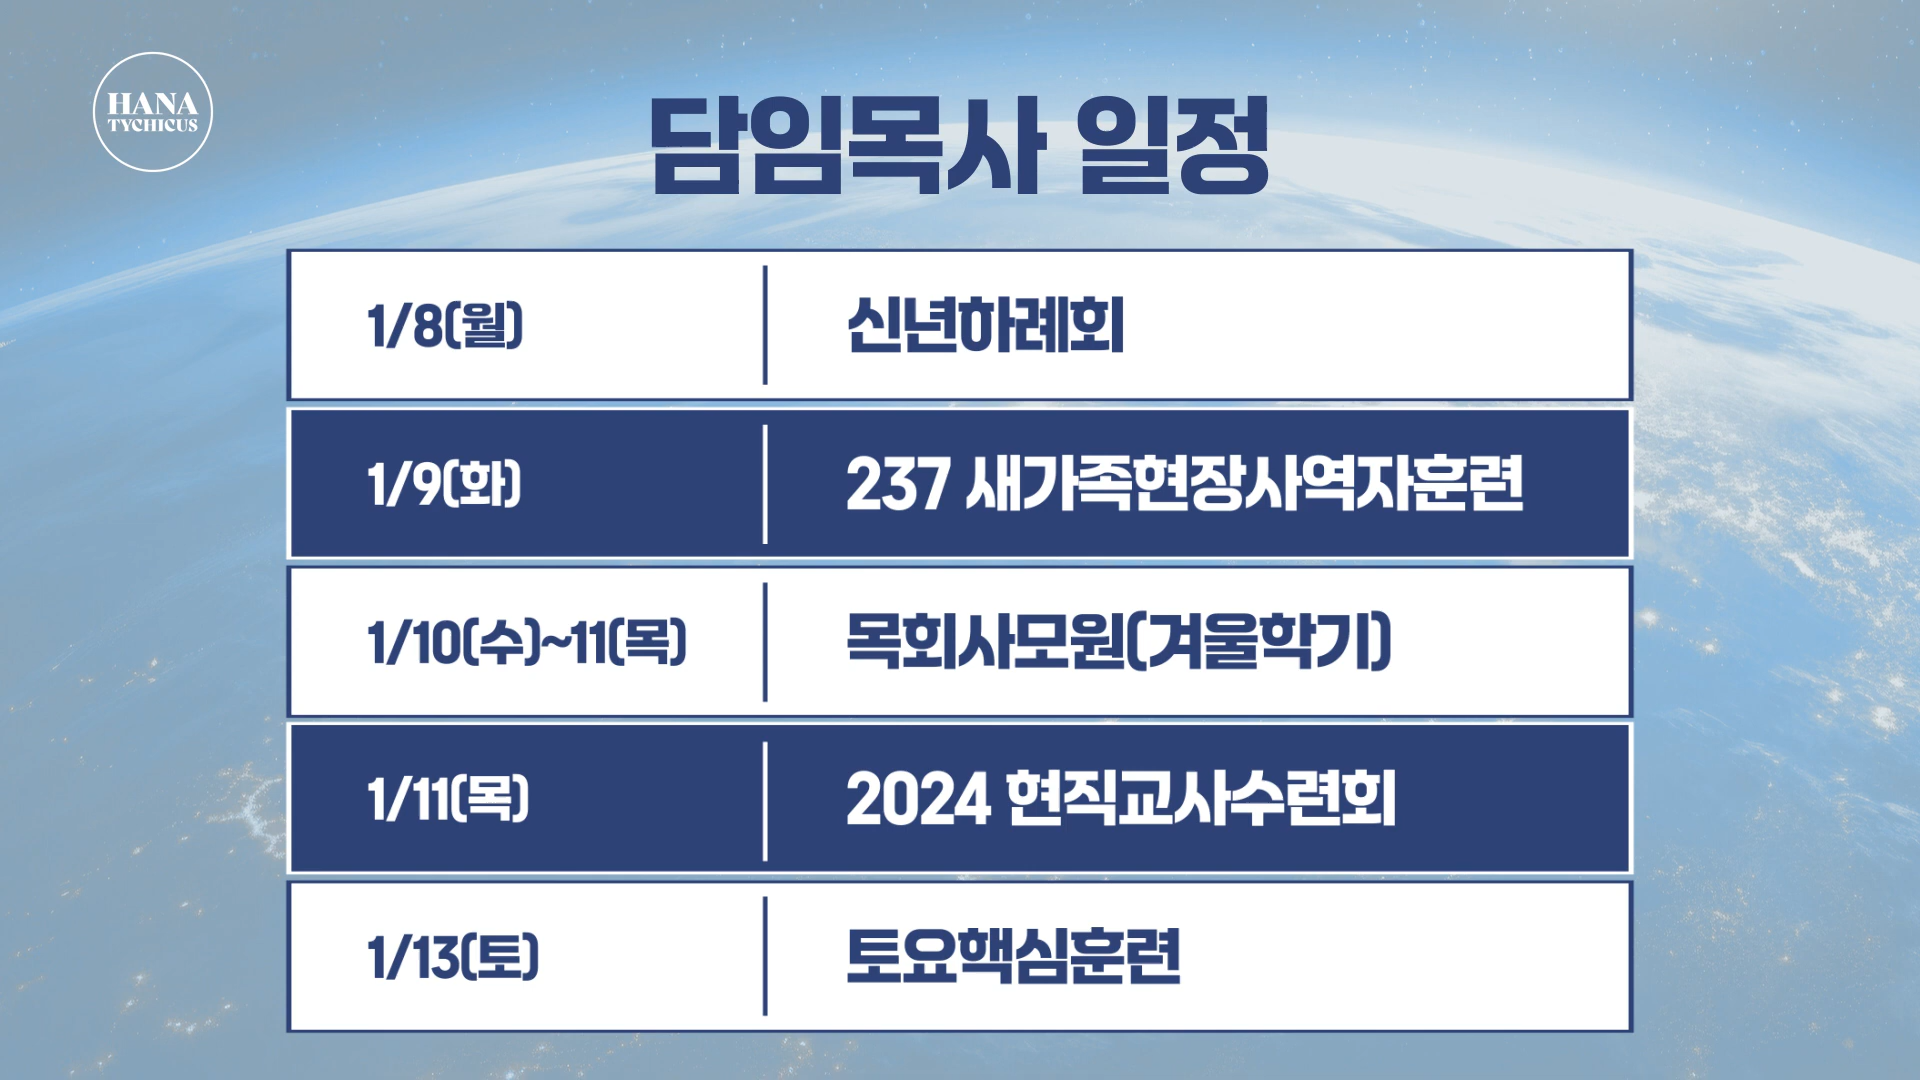 HANA
TYCHICUS
담임목사 일정
1/8(월) 신년하례회
1/9(화) 237 새가족현장사역자훈련
1/10(수)~11(목) 목회사모원(겨울학기)
1/11(목) 2024 현직교사수련회
1/13(토) 토요핵심훈련